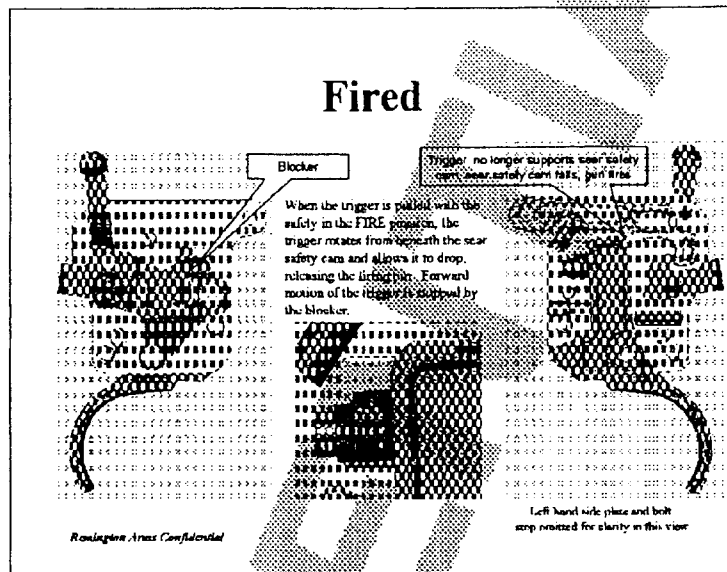 Fired
Blocker
Trigger no longer supports sear safety
cam, sear safety cam falls, gun fires
When the trigger is pulled with the
safety in the FIRE position, the
trigger rotates from beneath the sear
safety cam and allows it to drop,
releasing the firing pin. Forward
motion of the trigger is stopped by
the blocker.
Left hand side plate and bolt
stop omitted for clarity in this view
Remington Arms Confidential